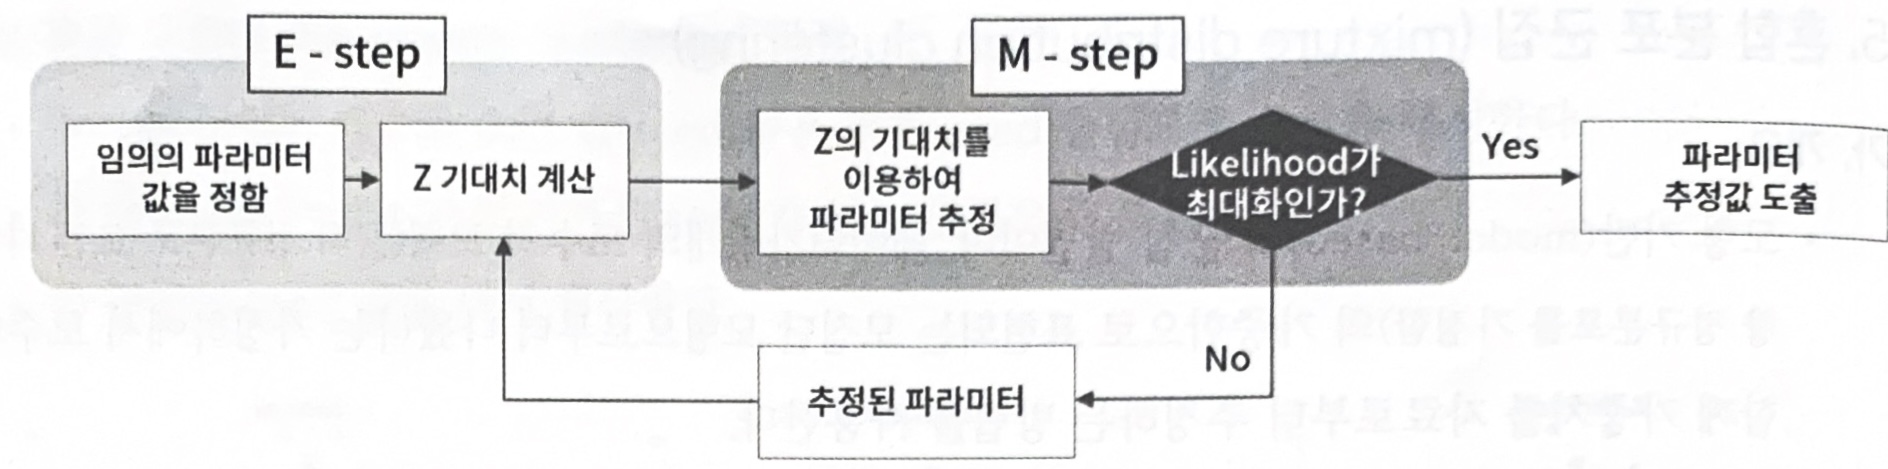 E - step
M - step
임의의 파라미터
값을 정함
Z 기대치 계산
Z의 기대치를
이용하여
파라미터 추정
Likelihood가
최대화인가?
Yes
파라미터
추정값 도출
No
추정된 파라미터